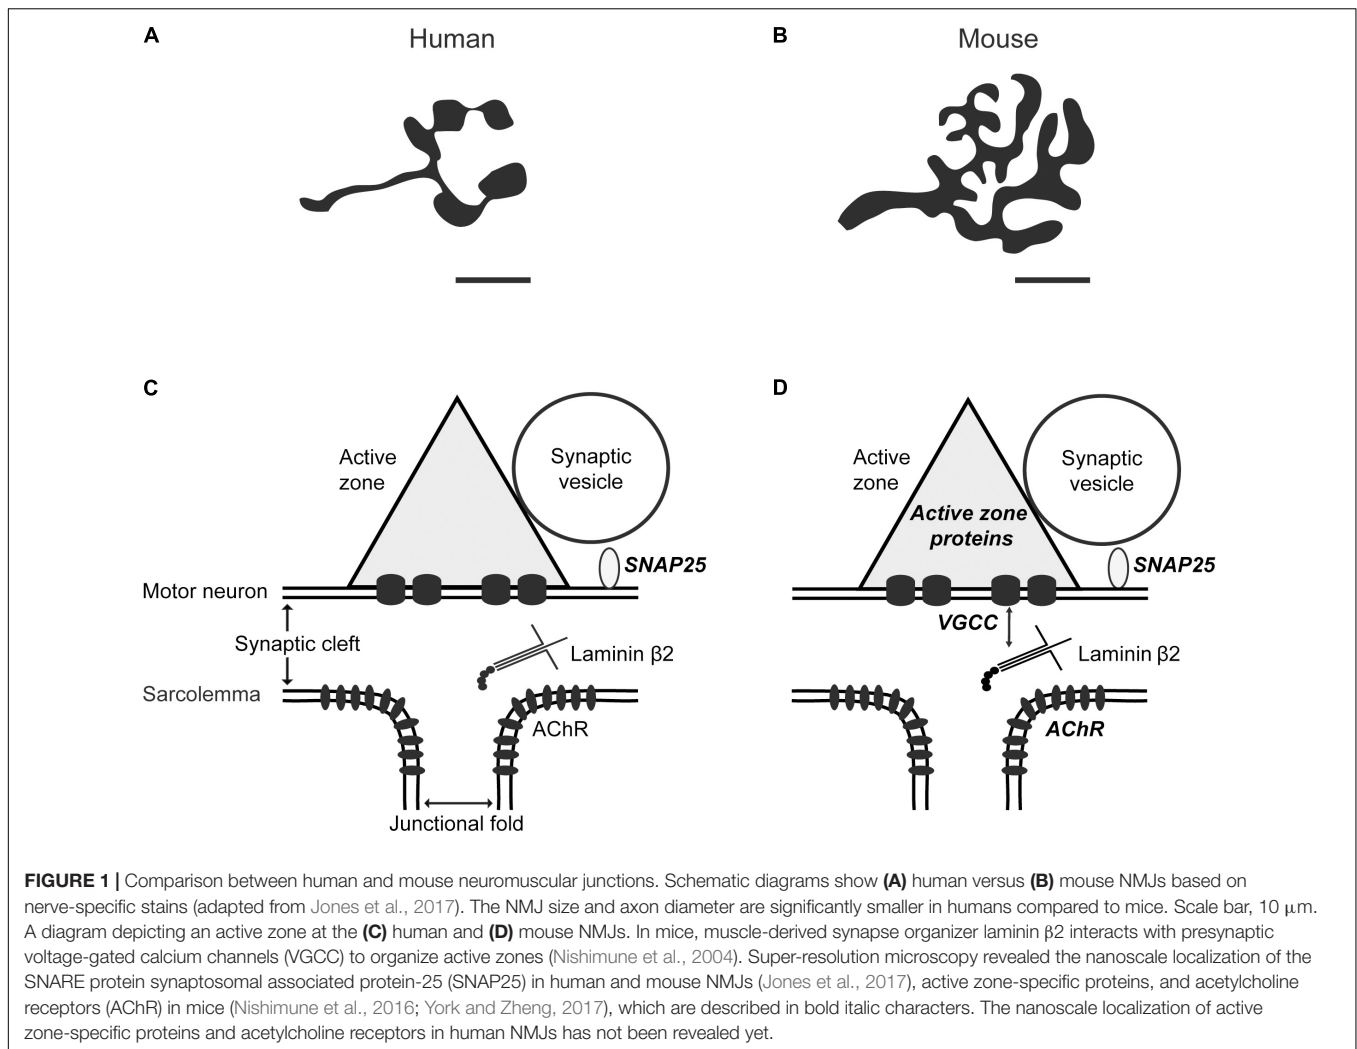 A
Human
B
Mouse
C
Active
zone
Synaptic
vesicle
SNAP25
Motor neuron
Synaptic cleft
Laminin β2
Sarcolemma
AChR
Junctional fold
D
Active
zone
Synaptic
vesicle
Active zone
proteins
SNAP25
VGCC
Laminin β2
AChR
FIGURE 1 | Comparison between human and mouse neuromuscular junctions. Schematic diagrams show (A) human versus (B) mouse NMJs based on
nerve-specific stains (adapted from Jones et al., 2017). The NMJ size and axon diameter are significantly smaller in humans compared to mice. Scale bar, 10 μm.
A diagram depicting an active zone at the (C) human and (D) mouse NMJs. In mice, muscle-derived synapse organizer laminin β2 interacts with presynaptic
voltage-gated calcium channels (VGCC) to organize active zones (Nishimune et al., 2004). Super-resolution microscopy revealed the nanoscale localization of the
SNARE protein synaptosomal associated protein-25 (SNAP25) in human and mouse NMJs (Jones et al., 2017), active zone-specific proteins, and acetylcholine
receptors (AChR) in mice (Nishimune et al., 2016; York and Zheng, 2017), which are described in bold italic characters. The nanoscale localization of active
zone-specific proteins and acetylcholine receptors in human NMJs has not been revealed yet.